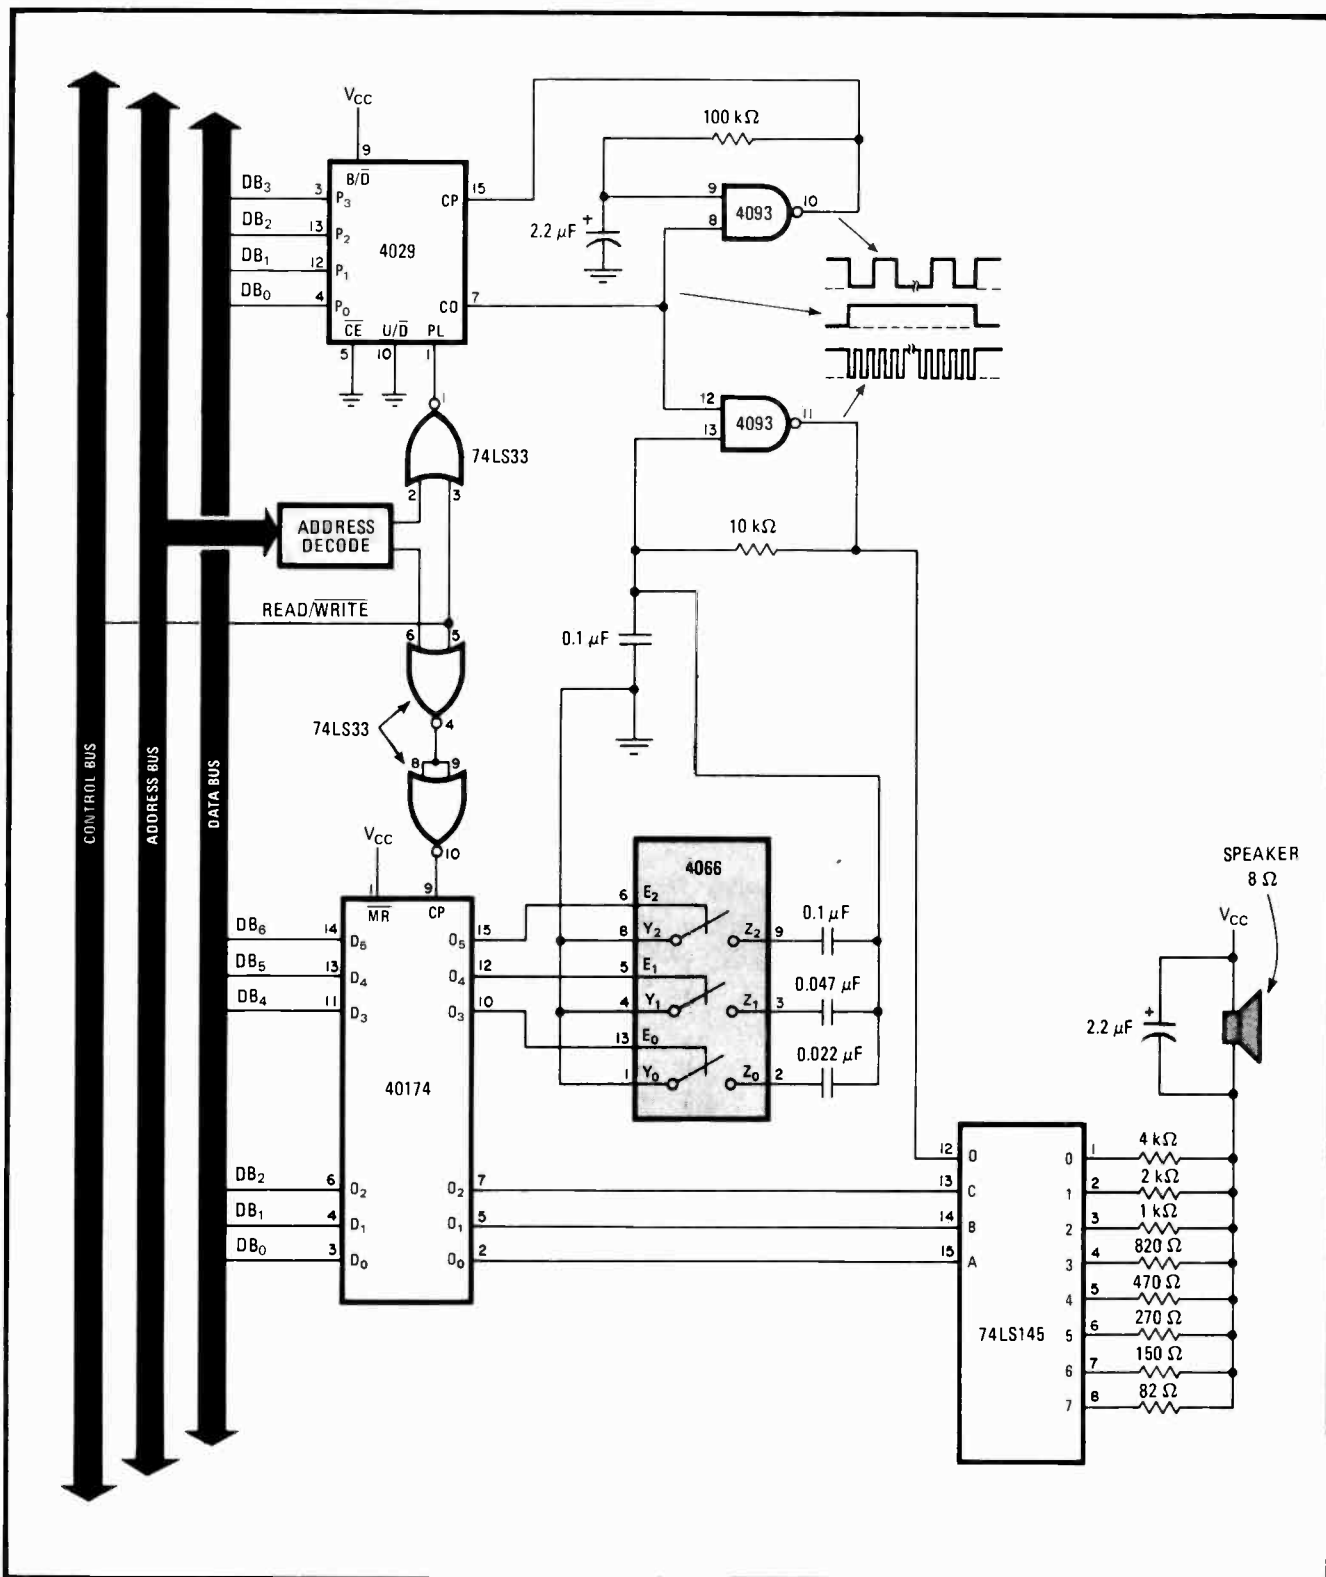 CONTROL BUS
ADDRESS BUS
DATA BUS
VCC
9
B/D̅
DB3 3 P3
DB2 13 P2
DB1 12 P1
DB0 4 P0
4029
CP 15
CO 7
C̅E̅ U/D̅ PL
5 10 1
1
74LS33
2 3
ADDRESS
DECODE
READ/W̅R̅I̅T̅E̅
6 5
74LS33
4
8 9
10
100 kΩ
2.2 µF +
9
8
4093
10
12
13
4093
11
10 kΩ
0.1 µF
VCC
1 9
M̅R̅ CP
DB6 14 D5
DB5 13 D4
DB4 11 D3
DB2 6 O2
DB1 4 D1
DB0 3 D0
40174
O5 15
O4 12
O3 10
O2 7
O1 5
O0 2
4066
6 E2
8 Y2 Z2 9
5 E1
4 Y1 Z1 3
13 E0
1 Y0 Z0 2
0.1 µF
0.047 µF
0.022 µF
SPEAKER
8 Ω
VCC
2.2 µF +
12 D
13 C
14 B
15 A
74LS145
0 1 4 kΩ
1 2 2 kΩ
2 3 1 kΩ
3 4 820 Ω
4 5 470 Ω
5 6 270 Ω
6 7 150 Ω
7 8 82 Ω